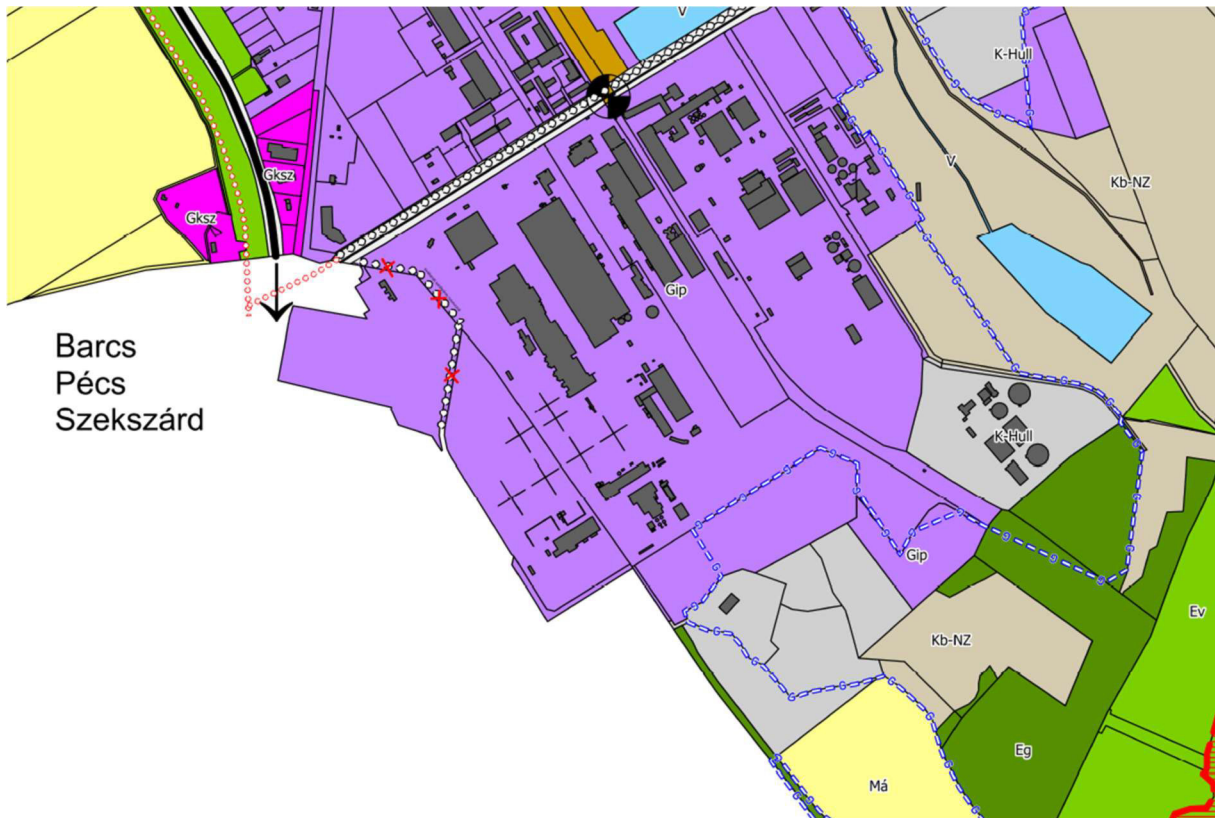 V
K-Hull
V
Kb-NZ
Gksz
Gksz
Gip
Barcs
Pécs
Szekszárd
K-Hull
Gip
Ev
Kb-NZ
Eg
Má